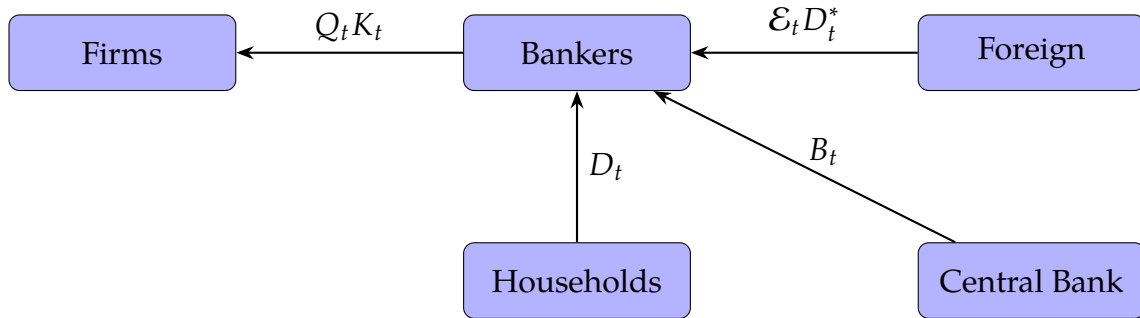 Firms
Q_t K_t
Bankers
ℰ_t D_t^*
Foreign
D_t
B_t
Households
Central Bank